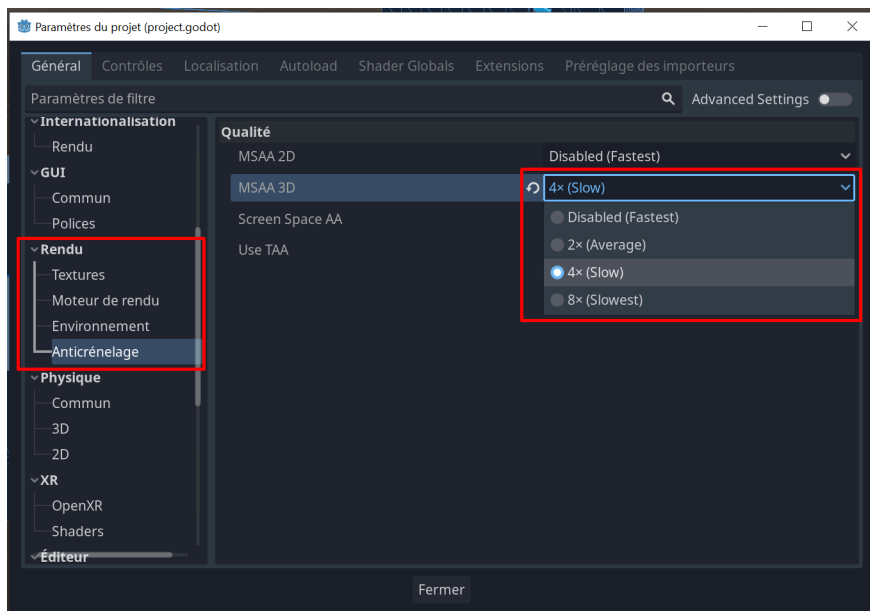 Paramètres du projet (project.godot)
Général Contrôles Localisation Autoload Shader Globals Extensions Préréglage des importeurs
Paramètres de filtre Advanced Settings
Internationalisation
Rendu
GUI
Commun
Polices
Rendu
Textures
Moteur de rendu
Environnement
Anticrénelage
Physique
Commun
3D
2D
XR
OpenXR
Shaders
Éditeur
Qualité
MSAA 2D Disabled (Fastest)
MSAA 3D 4× (Slow)
Screen Space AA
Use TAA
Disabled (Fastest)
2× (Average)
4× (Slow)
8× (Slowest)
Fermer